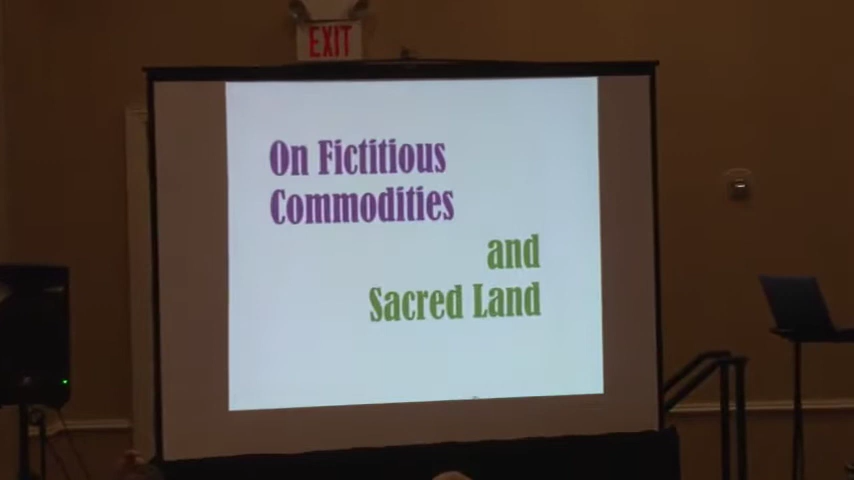 EXIT
On Fictitious
Commodities
and
Sacred Land